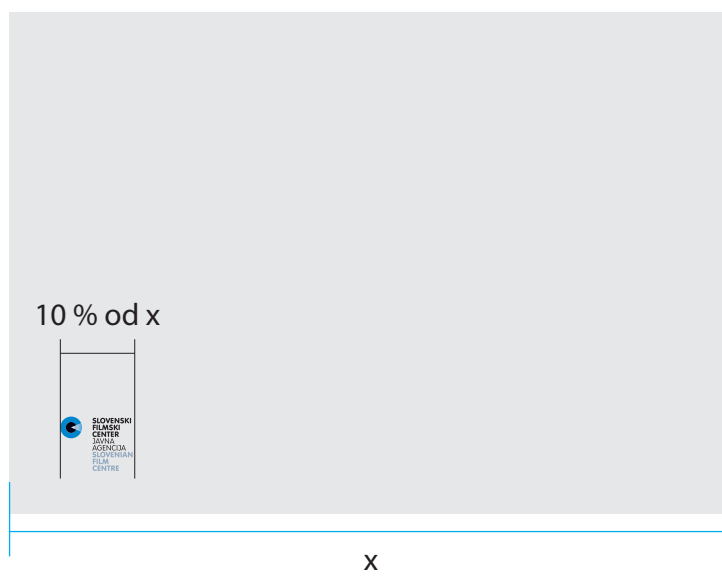 10 % od x
SLOVENSKI
FILMSKI
CENTER
JAVNA
AGENCIJA
SLOVENIAN
FILM
CENTRE
x